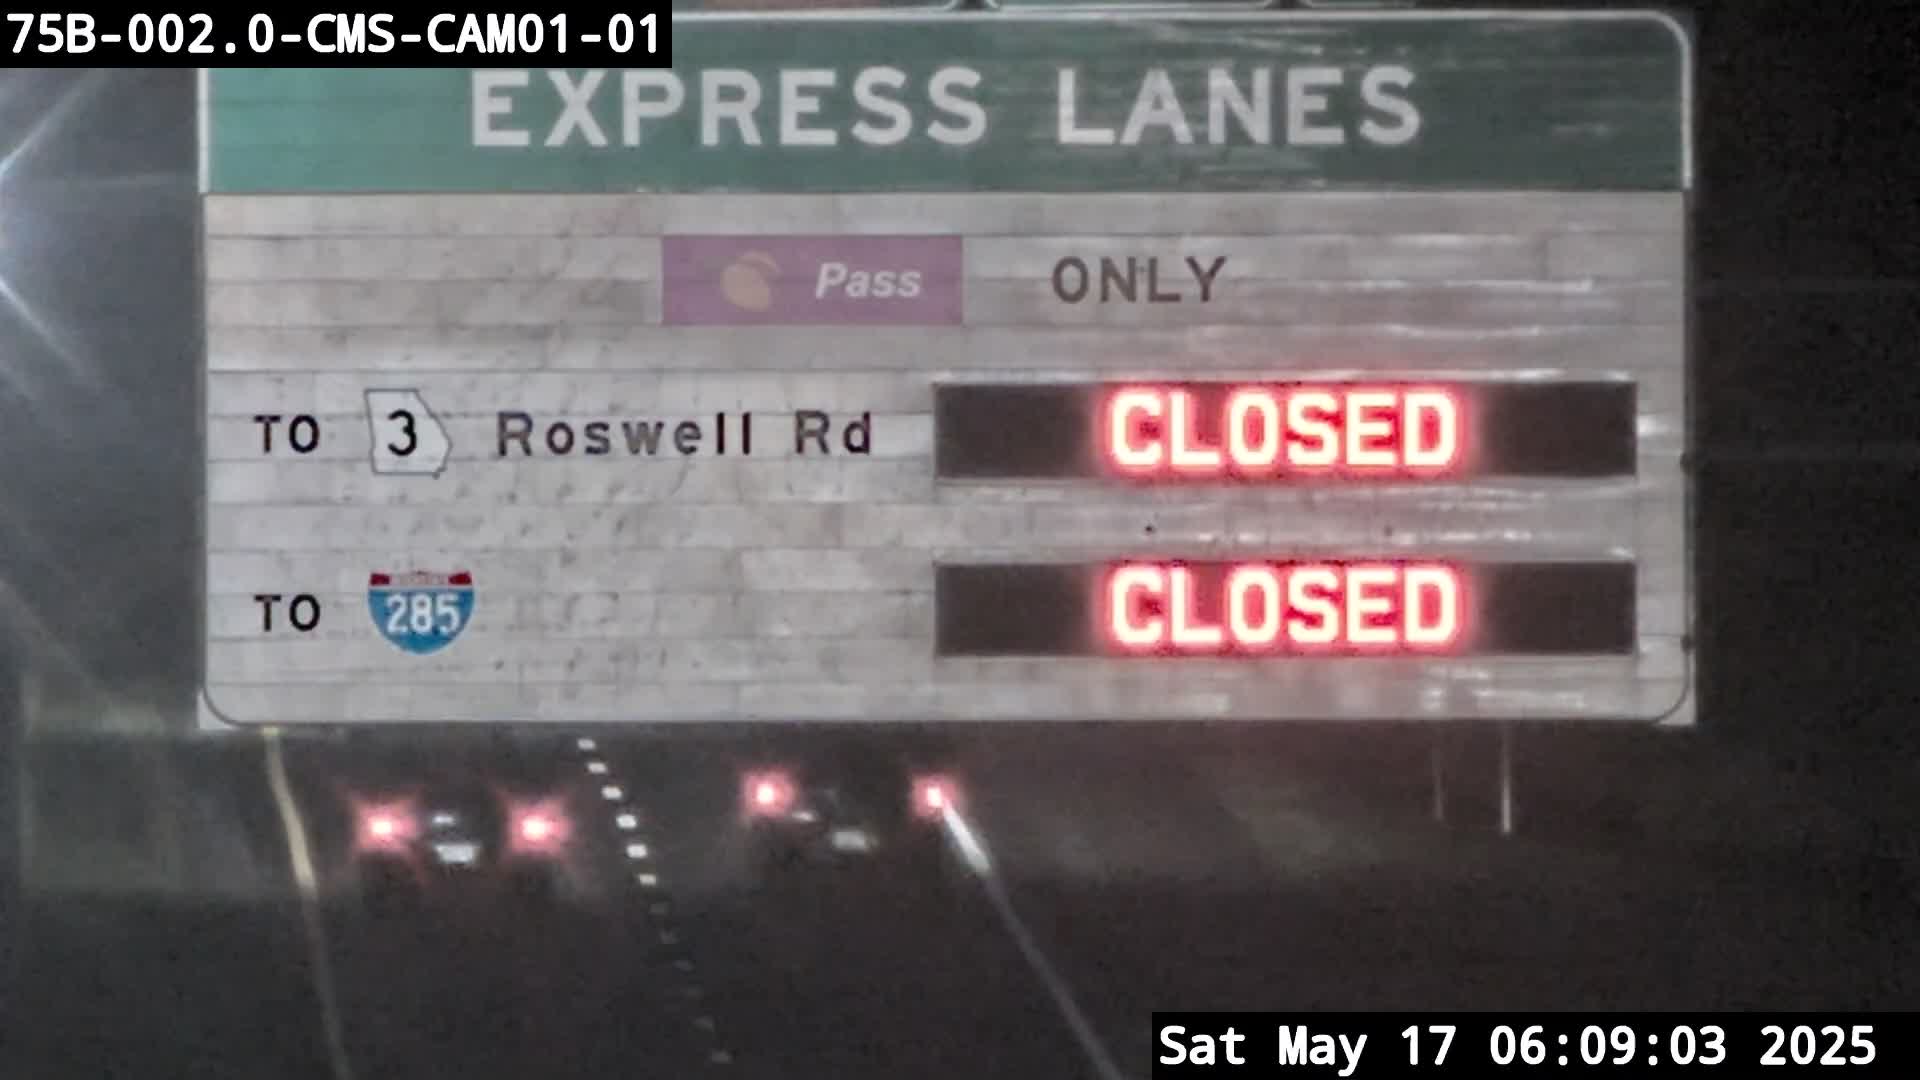 75B-002.0-CMS-CAM01-01
EXPRESS LANES
Pass ONLY
TO 3 Roswell Rd CLOSED
TO 285 CLOSED
Sat May 17 06:09:03 2025